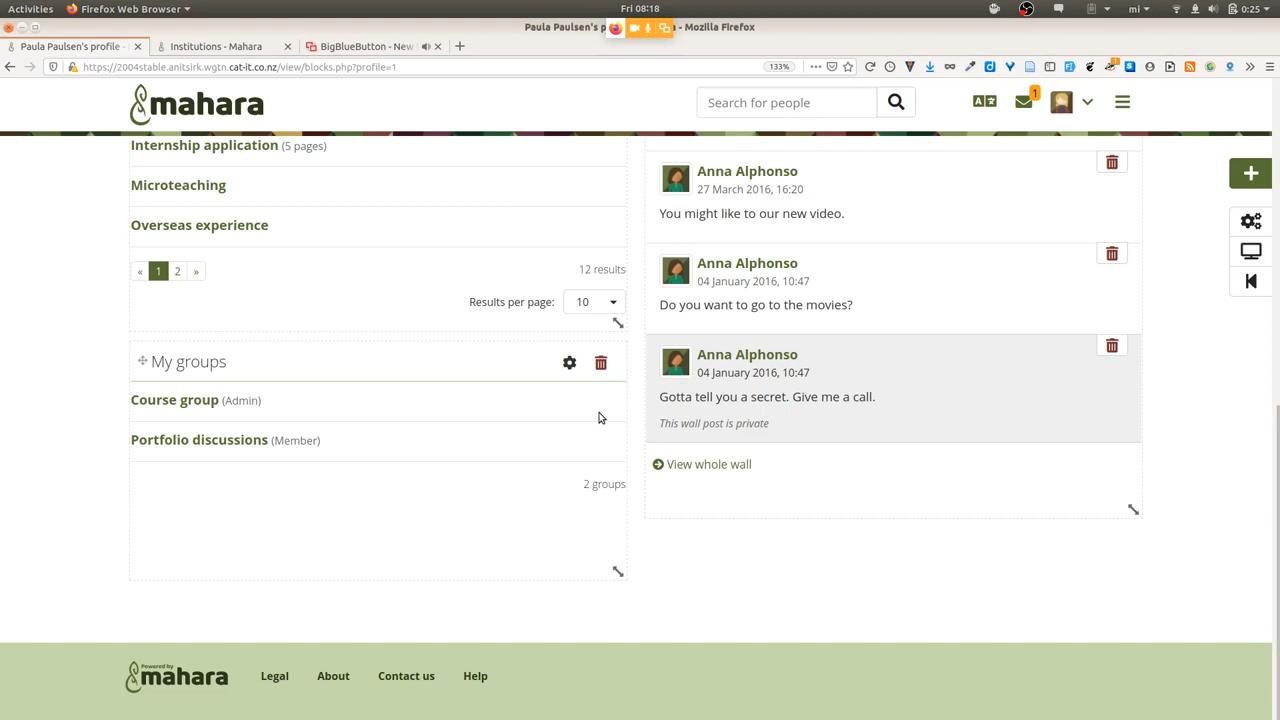 Activities Firefox Web Browser Fri 08:18 mi 0:25
Paula Paulsen's p - Mozilla Firefox
Paula Paulsen's profile - Institutions - Mahara BigBlueButton - New
https://2004stable.anitsirk.wgtn.cat-it.co.nz/view/blocks.php?profile=1 133%
mahara Search for people 1
Internship application (5 pages)
Microteaching
Overseas experience
« 1 2 » 12 results
Results per page: 10
My groups
Course group (Admin)
Portfolio discussions (Member)
2 groups
Anna Alphonso
27 March 2016, 16:20
You might like to our new video.
Anna Alphonso
04 January 2016, 10:47
Do you want to go to the movies?
Anna Alphonso
04 January 2016, 10:47
Gotta tell you a secret. Give me a call.
This wall post is private
View whole wall
Powered by
mahara Legal About Contact us Help